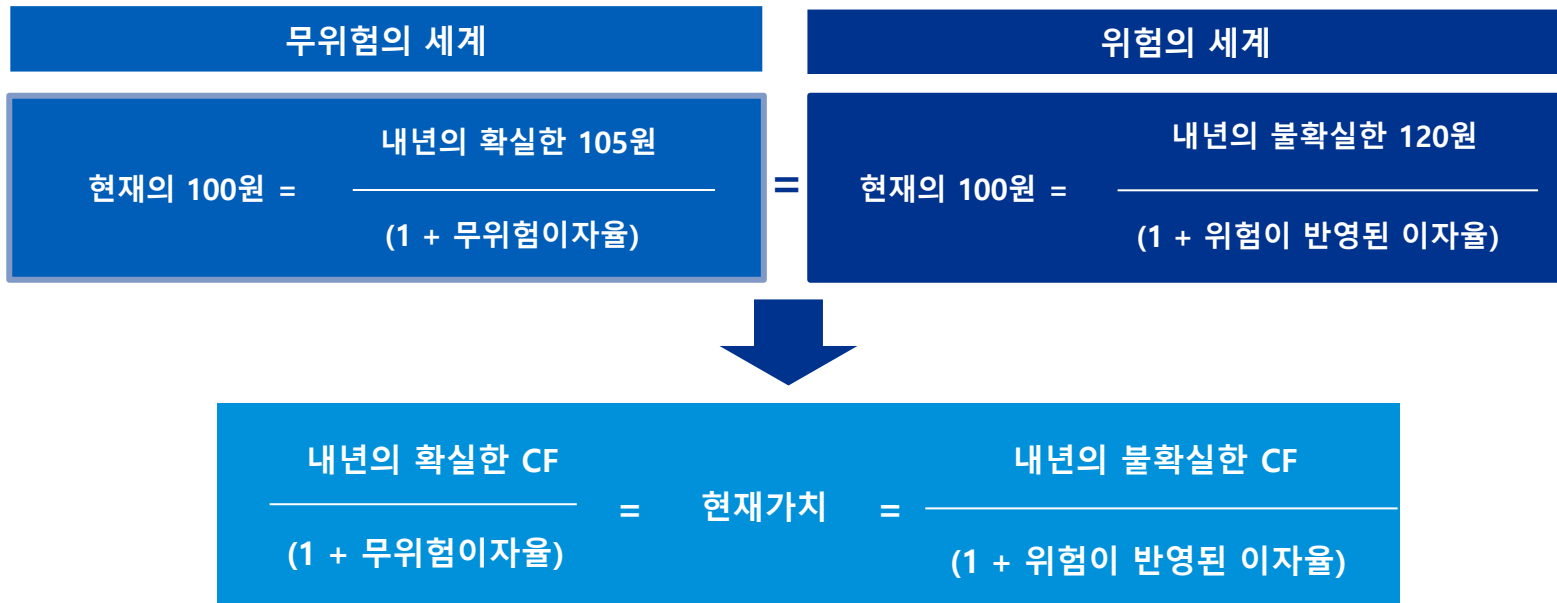 무위험의 세계
위험의 세계
내년의 확실한 105원
현재의 100원 =
(1 + 무위험이자율)
=
내년의 불확실한 120원
현재의 100원 =
(1 + 위험이 반영된 이자율)
내년의 확실한 CF
(1 + 무위험이자율)
= 현재가치 =
내년의 불확실한 CF
(1 + 위험이 반영된 이자율)